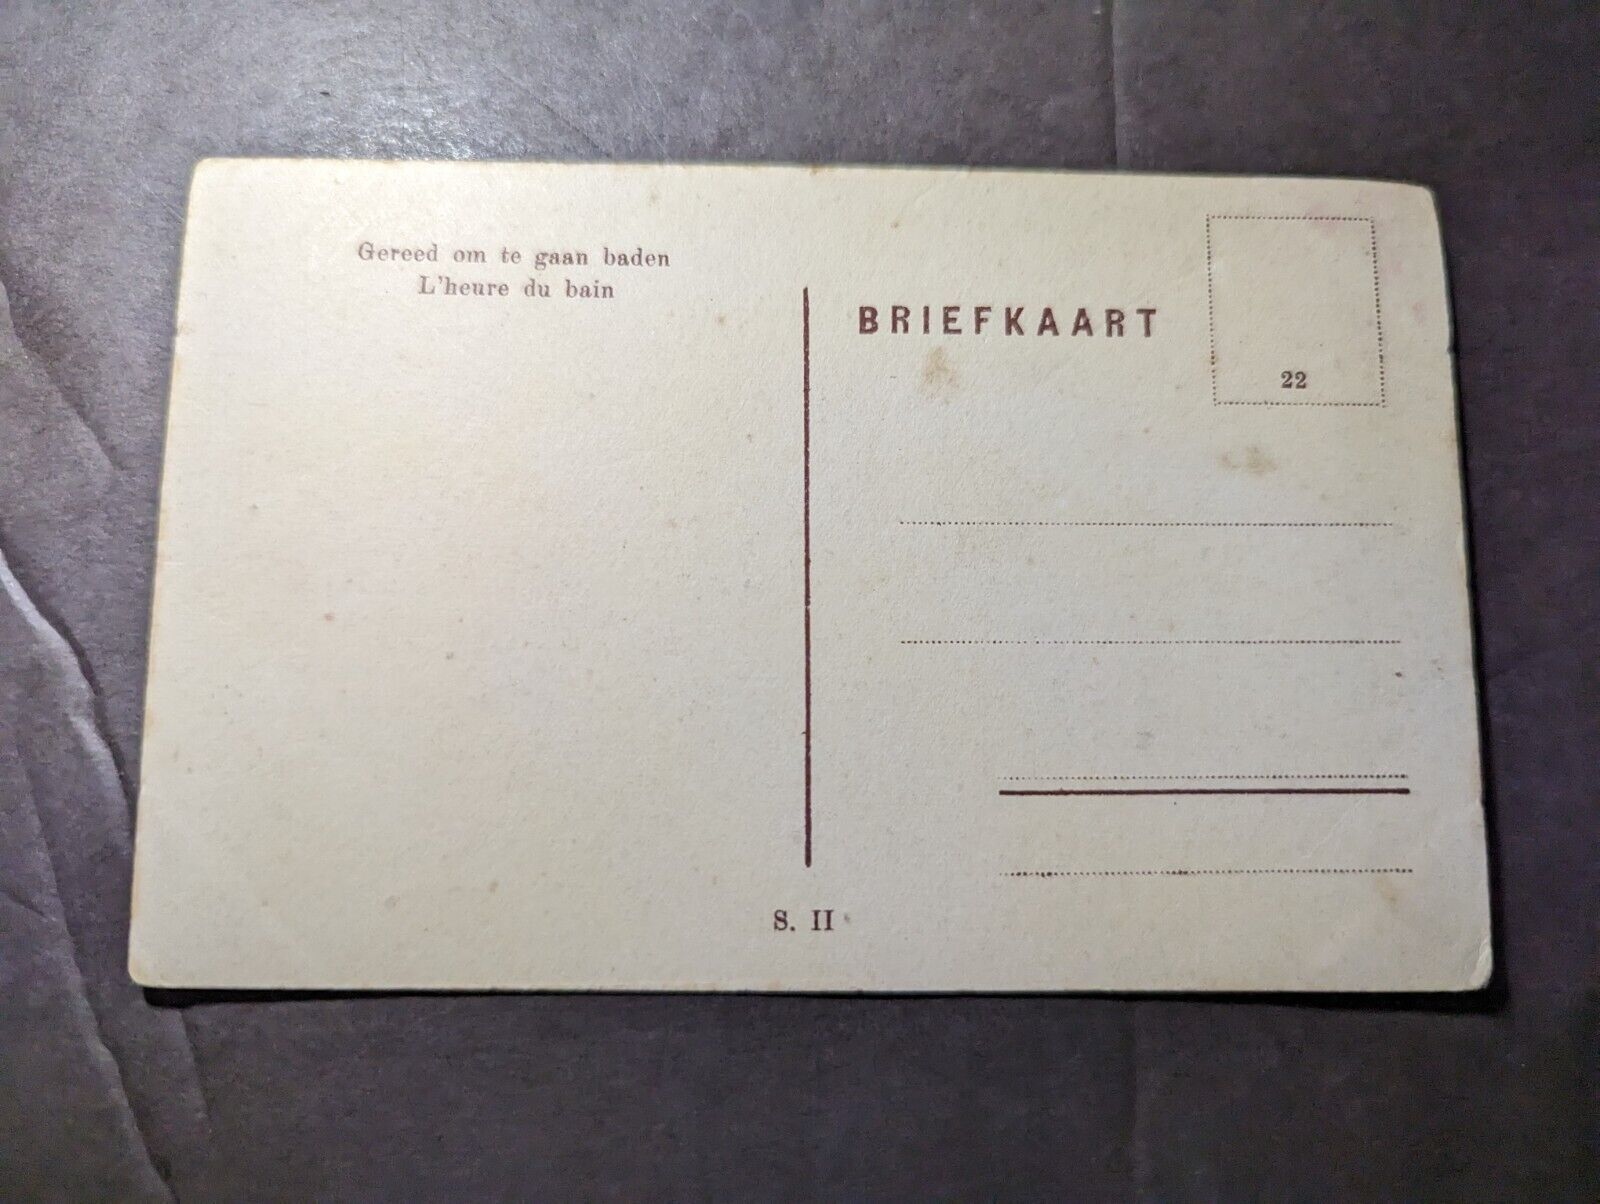 Gereed om te gaan baden
L'heure du bain
BRIEFKAART
22
S. II